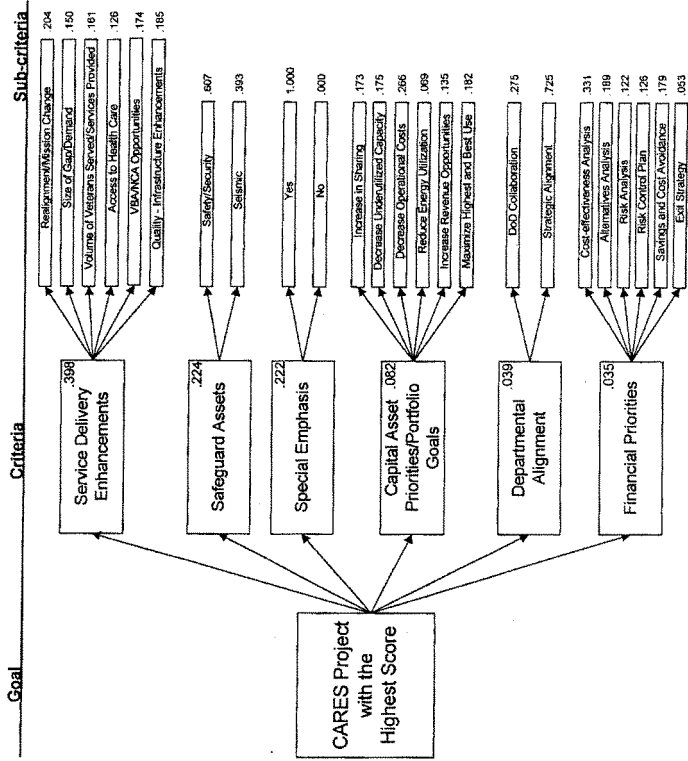 Goal
Criteria
Sub-criteria
CARES Project
with the
Highest Score
.398
Service Delivery
Enhancements
Realignment/Mission Change .204
Size of Gap/Demand .150
Volume of Veterans Served/Services Provided .161
Access to Health Care .126
VBA/NCA Opportunities .174
Quality - Infrastructure Enhancements .185
.224
Safeguard Assets
Safety/Security .607
Seismic .393
.222
Special Emphasis
Yes 1.000
No .000
Capital Asset .082
Priorities/Portfolio
Goals
Increase in Sharing .173
Decrease Underutilized Capacity .175
Decrease Operational Costs .266
Reduce Energy Utilization .069
Increase Revenue Opportunities .135
Maximize Highest and Best Use .182
.039
Departmental
Alignment
DoD Collaboration .275
Strategic Alignment .725
.035
Financial Priorities
Cost-effectiveness Analysis .331
Alternatives Analysis .189
Risk Analysis .122
Risk Control Plan .126
Savings and Cost Avoidance .179
Exit Strategy .053